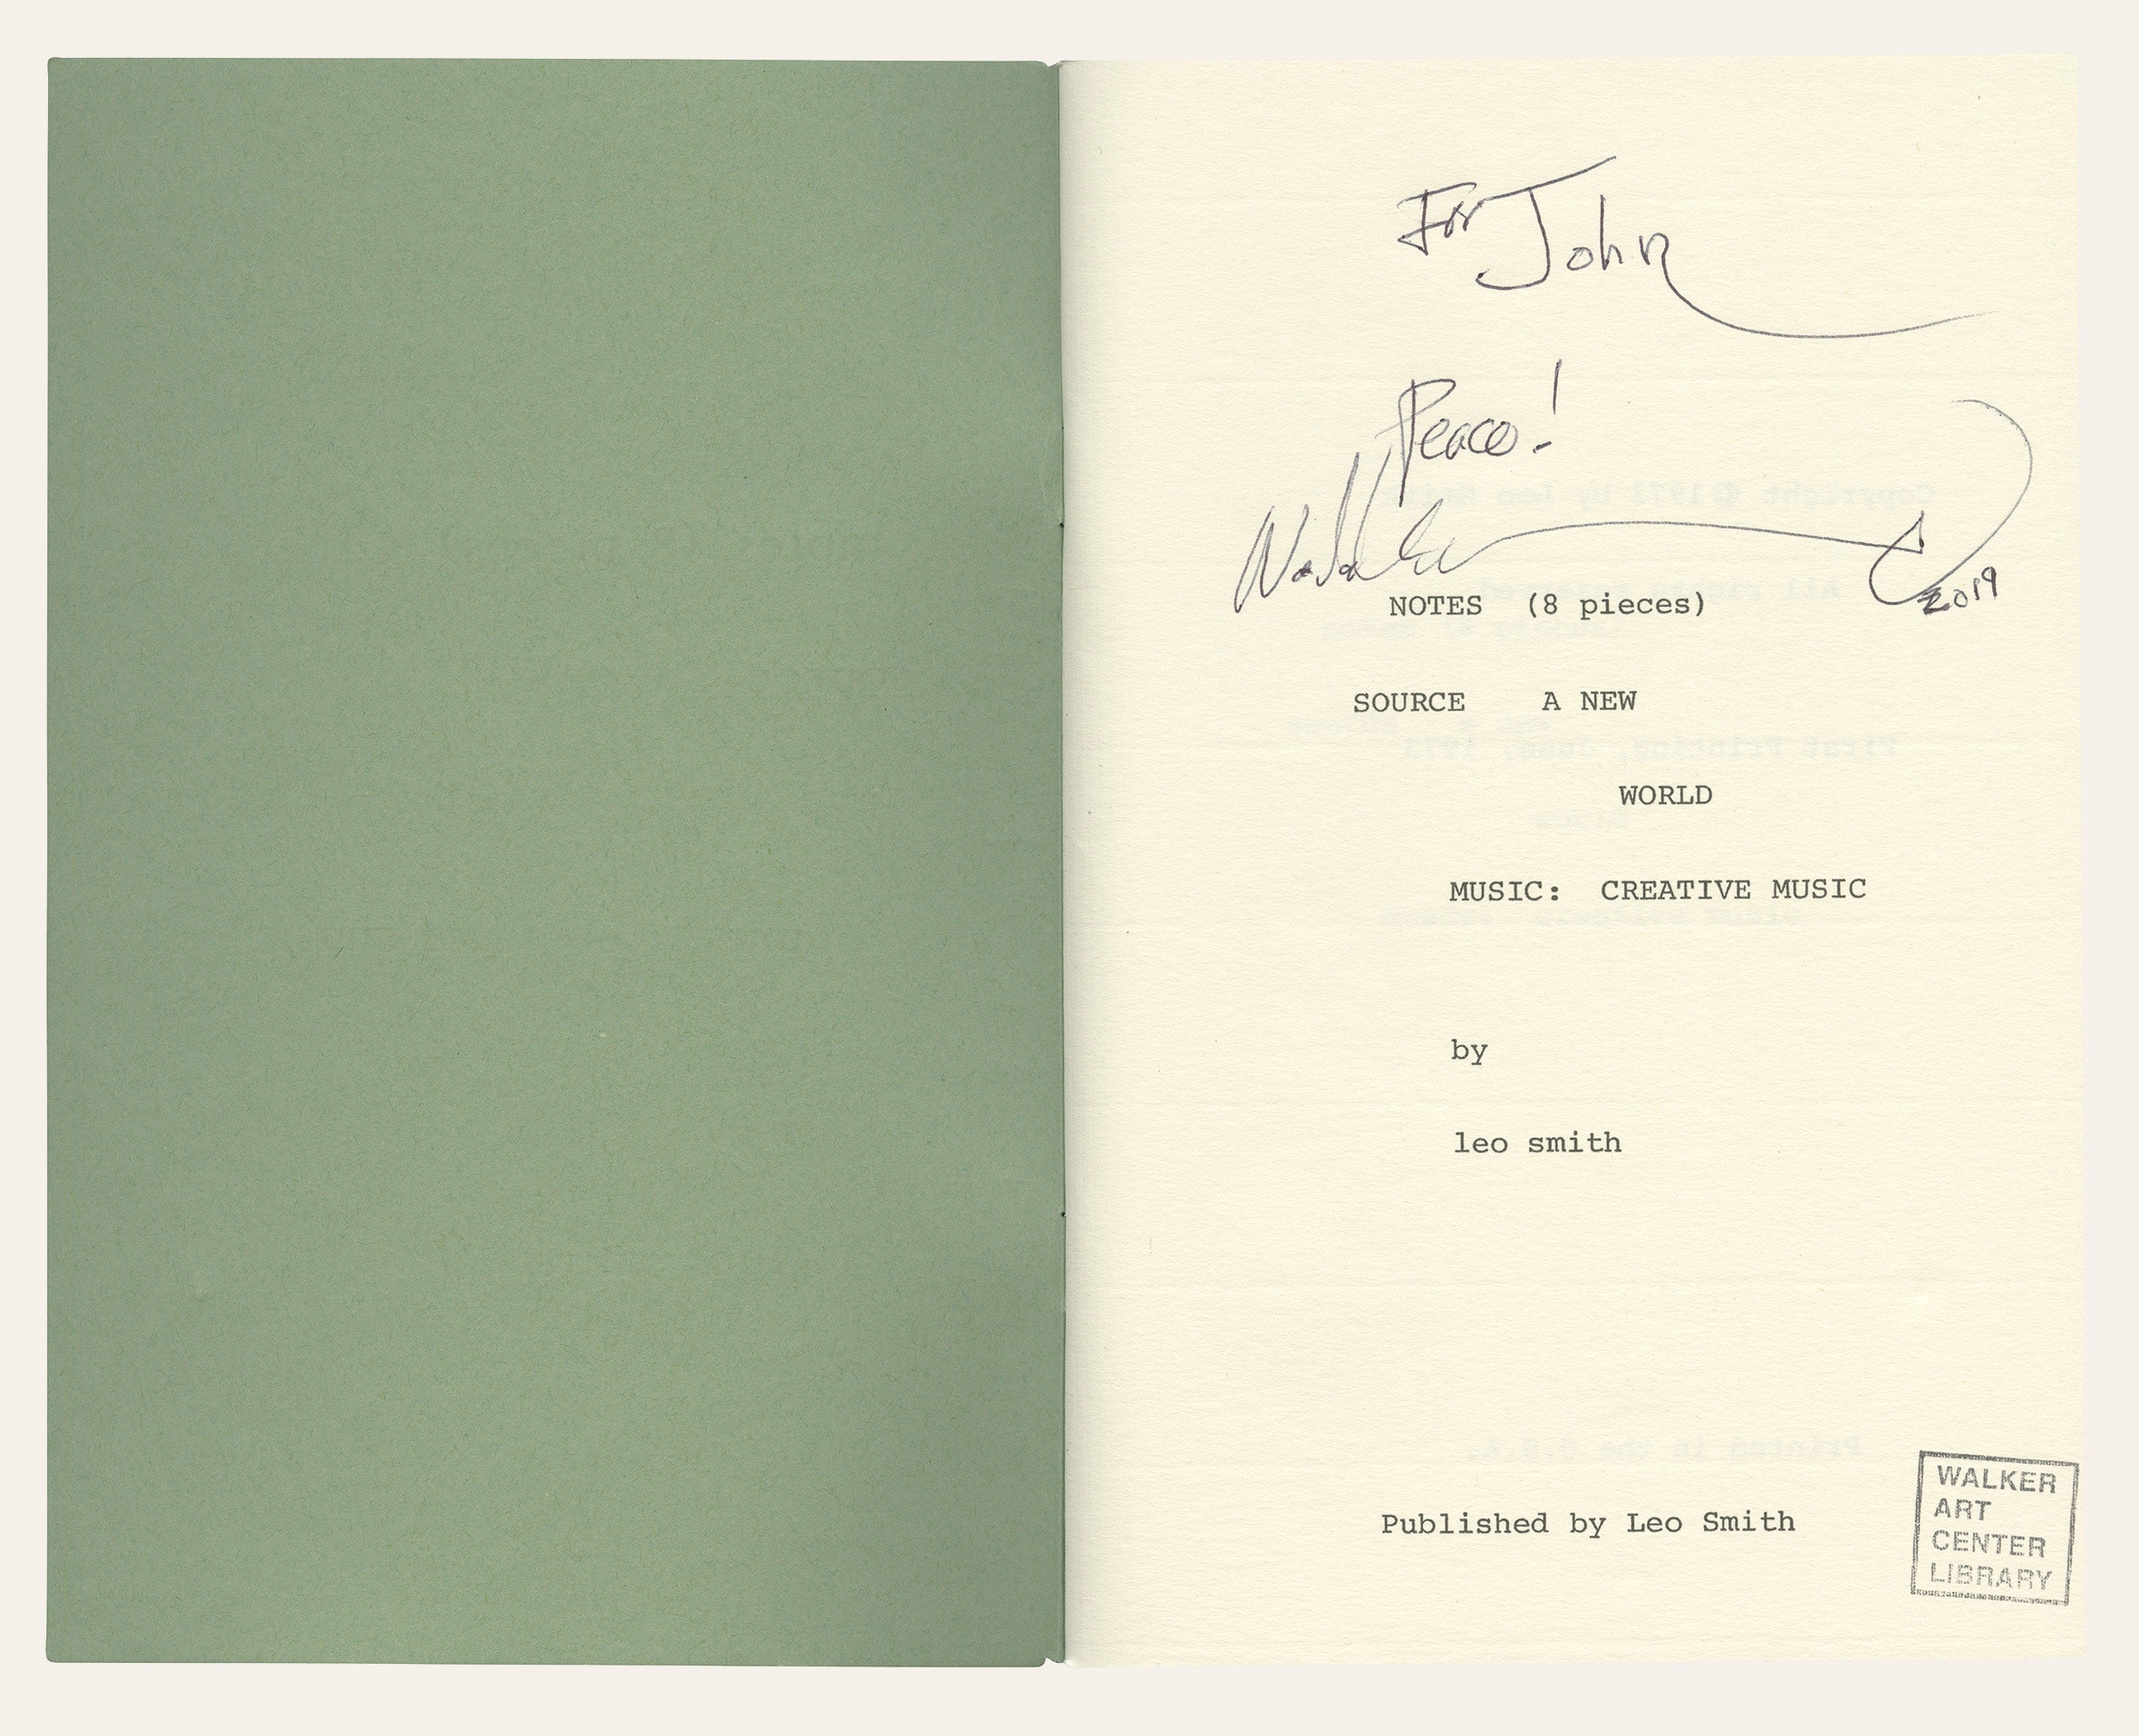 For John
Peace!
2019
NOTES (8 pieces)
SOURCE A NEW
WORLD
MUSIC: CREATIVE MUSIC
by
leo smith
Published by Leo Smith
WALKER
ART
CENTER
LIBRARY